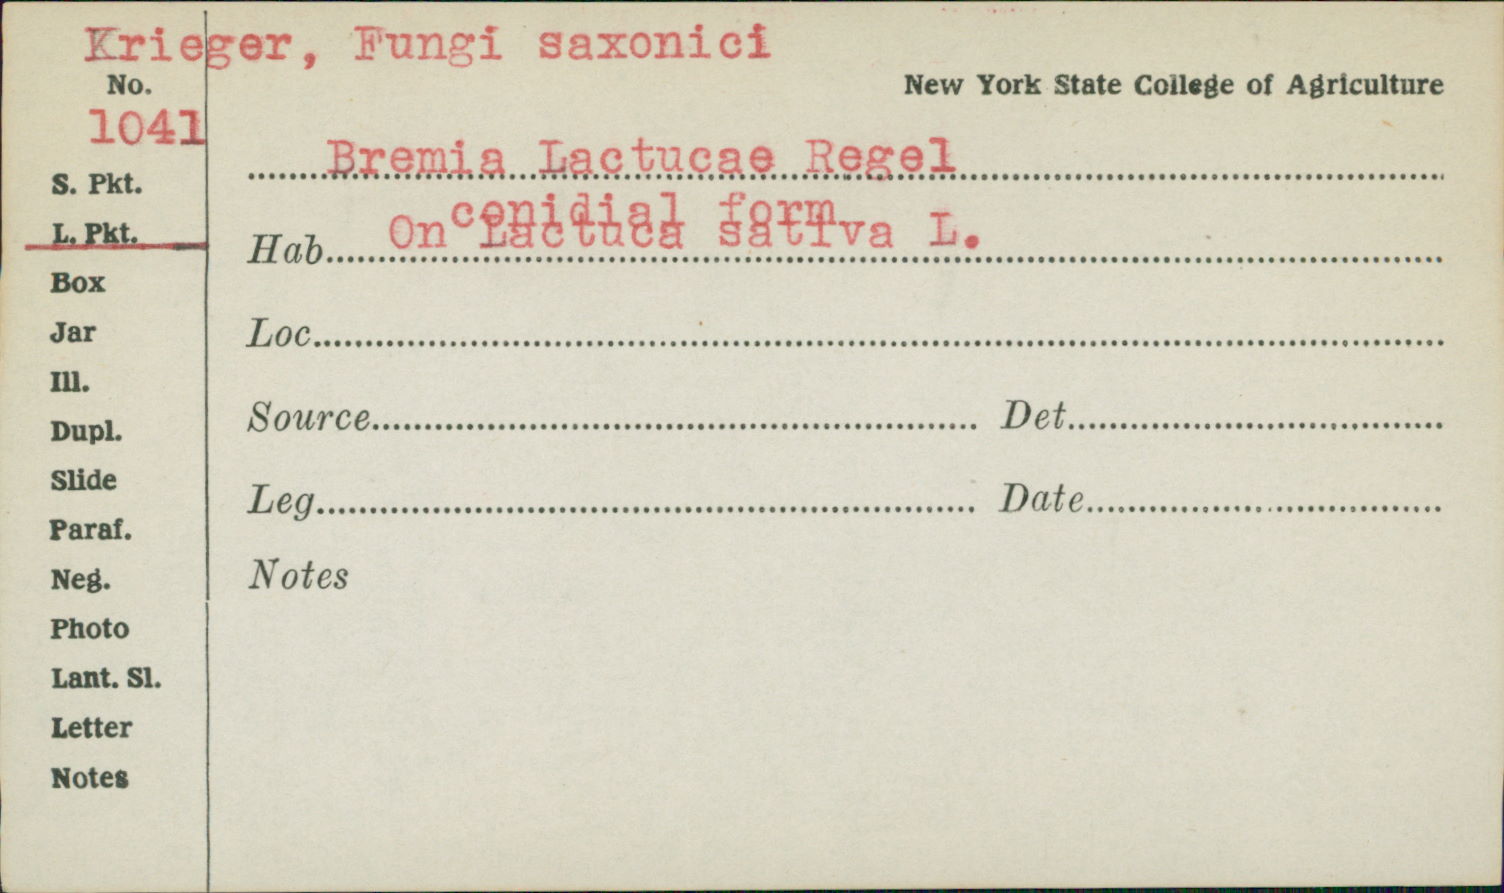 Krieger, Fungi saxonici
No.
1041
New York State College of Agriculture
Bremia Lactucae Regel
conidial form
Hab. On Lactuca sativa L.
Loc.
Source Det.
Leg. Date
Notes
S. Pkt.
L. Pkt.
Box
Jar
Ill.
Dupl.
Slide
Paraf.
Neg.
Photo
Lant. Sl.
Letter
Notes